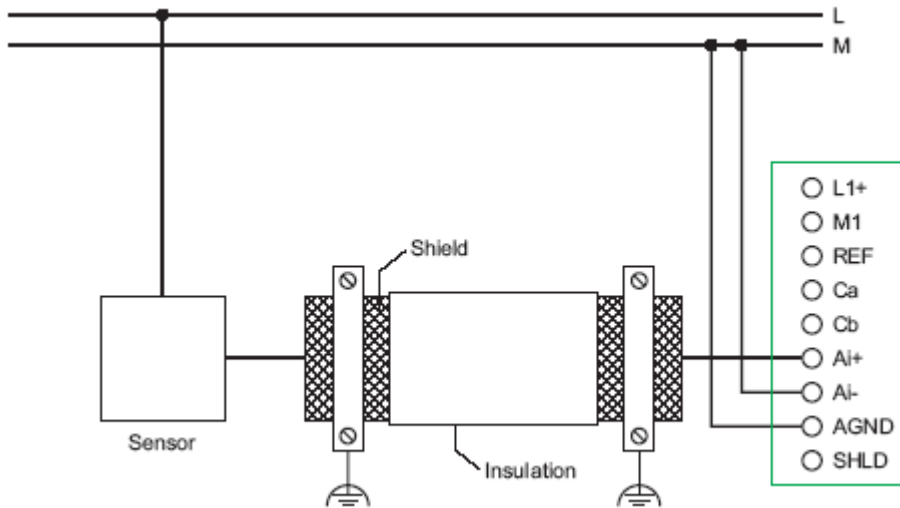 L
M
L1+
M1
REF
Ca
Cb
Ai+
Ai-
AGND
SHLD
Shield
Sensor
Insulation